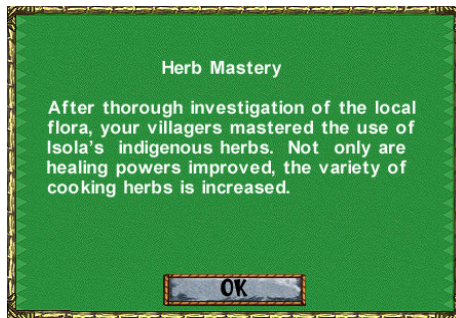 Herb Mastery
After thorough investigation of the local
flora, your villagers mastered the use of
Isola's indigenous herbs. Not only are
healing powers improved, the variety of
cooking herbs is increased.
OK